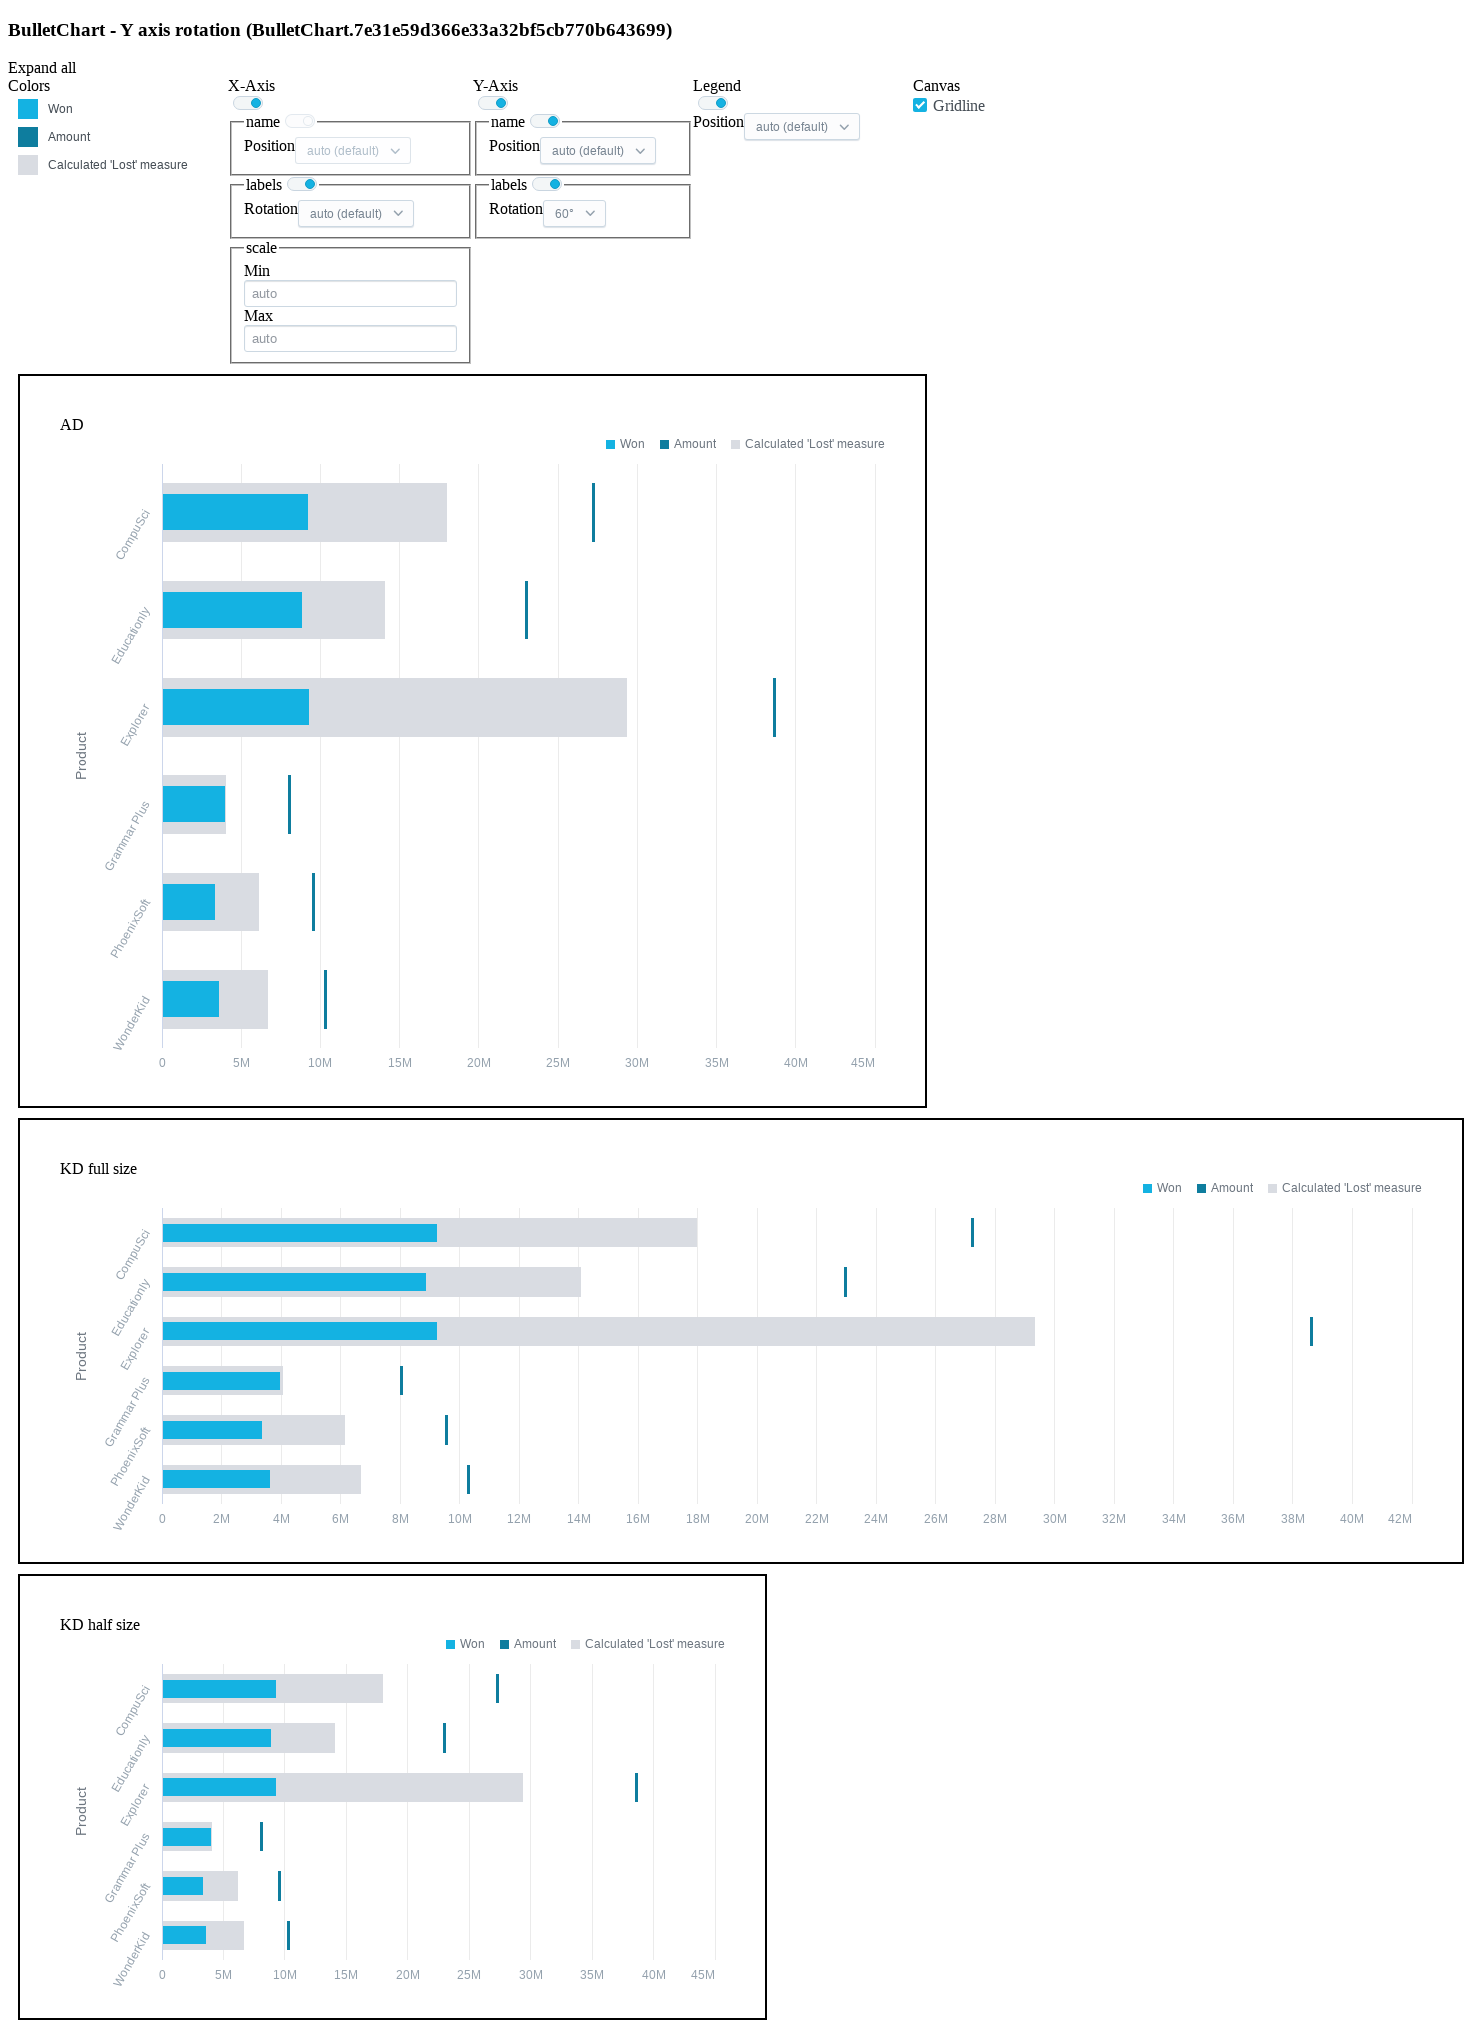 BulletChart - Y axis rotation (BulletChart.7e31e59d366e33a32bf5cb770b643699)
Expand all
Colors
Won
Amount
Calculated 'Lost' measure
X-Axis
name
Position auto (default)
labels
Rotation auto (default)
scale
Min
auto
Max
auto
Y-Axis
name
Position auto (default)
labels
Rotation 60°
Legend
Position auto (default)
Canvas
Gridline
AD
Won Amount Calculated 'Lost' measure
Product
CompuSci
Educationly
Explorer
Grammar Plus
PhoenixSoft
WonderKid
0 5M 10M 15M 20M 25M 30M 35M 40M 45M
KD full size
Won Amount Calculated 'Lost' measure
Product
CompuSci
Educationly
Explorer
Grammar Plus
PhoenixSoft
WonderKid
0 2M 4M 6M 8M 10M 12M 14M 16M 18M 20M 22M 24M 26M 28M 30M 32M 34M 36M 38M 40M 42M
KD half size
Won Amount Calculated 'Lost' measure
Product
CompuSci
Educationly
Explorer
Grammar Plus
PhoenixSoft
WonderKid
0 5M 10M 15M 20M 25M 30M 35M 40M 45M